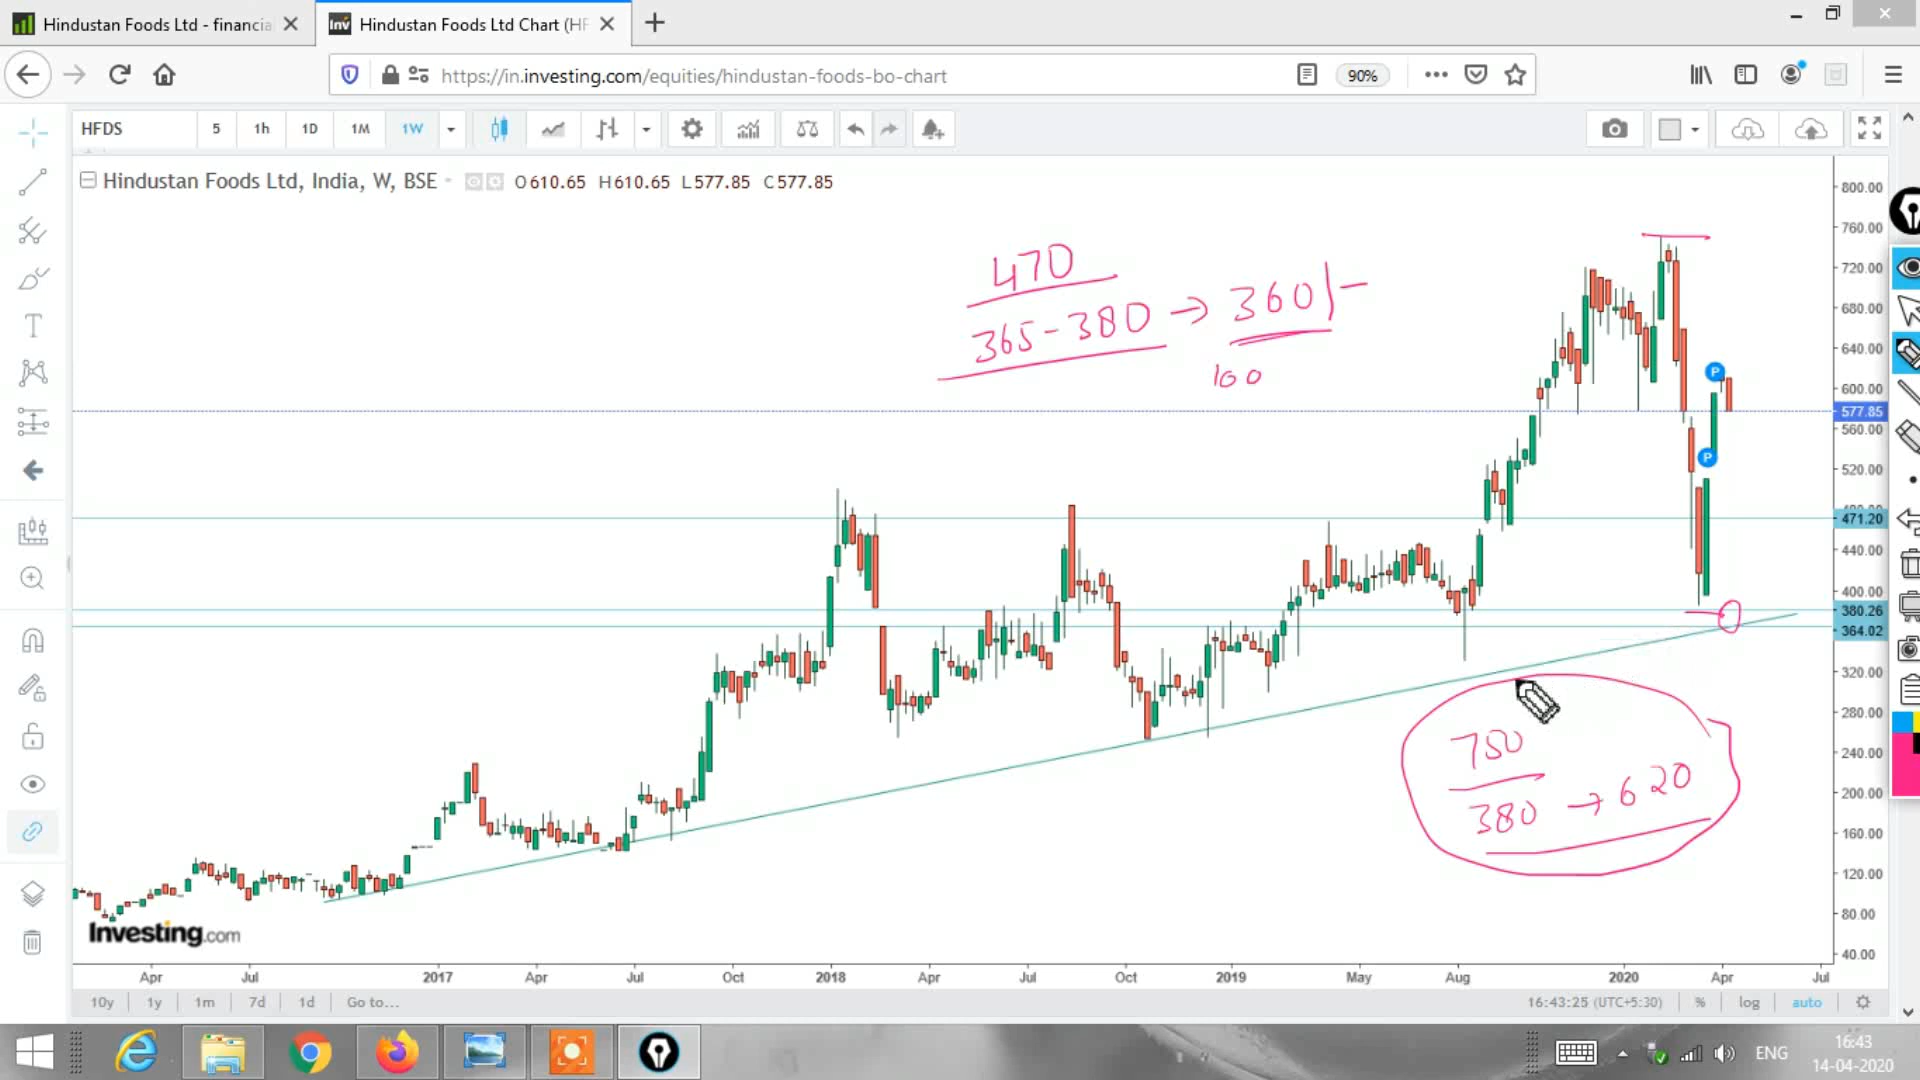 Hindustan Foods Ltd - financia
Hindustan Foods Ltd Chart (HF
https://in.investing.com/equities/hindustan-foods-bo-chart
90%
HFDS
5 1h 1D 1M 1W
Hindustan Foods Ltd, India, W, BSE O610.65 H610.65 L577.85 C577.85
800.00
760.00
720.00
680.00
640.00
600.00
577.85
560.00
520.00
471.20
440.00
400.00
380.26
364.02
320.00
280.00
240.00
200.00
160.00
120.00
80.00
40.00
470
365-380 → 360/-
100
P
P
750
380 → 620
Investing.com
Apr Jul 2017 Apr Jul Oct 2018 Apr Jul Oct 2019 May Aug 2020 Apr Jul
10y 1y 1m 7d 1d Go to...
16:43:25 (UTC+5:30) % log auto
ENG
16:43
14-04-2020